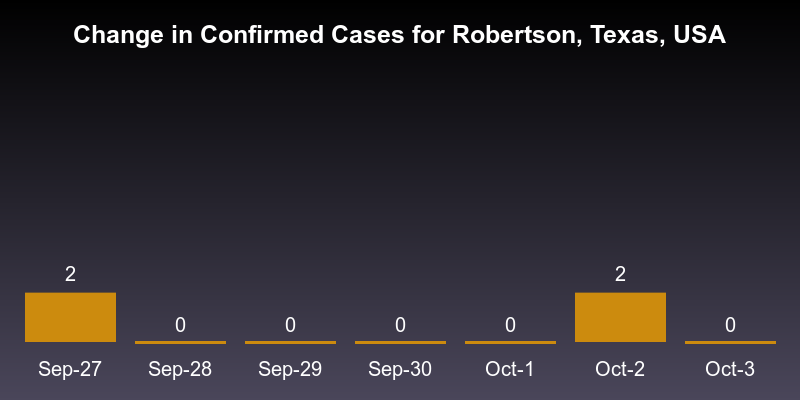 Change in Confirmed Cases for Robertson, Texas, USA
2 0 0 0 0 2 0
Sep-27 Sep-28 Sep-29 Sep-30 Oct-1 Oct-2 Oct-3